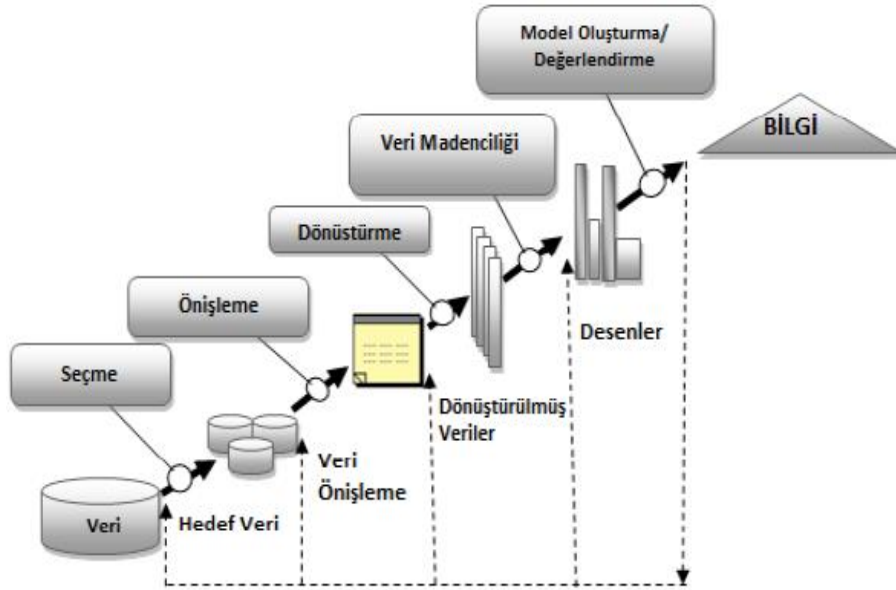 Model Oluşturma/
Değerlendirme
BİLGİ
Veri Madenciliği
Dönüstürme
Önişleme
Desenler
Seçme
Dönüştürülmüş
Veriler
Veri
Önişleme
Hedef Veri
Veri